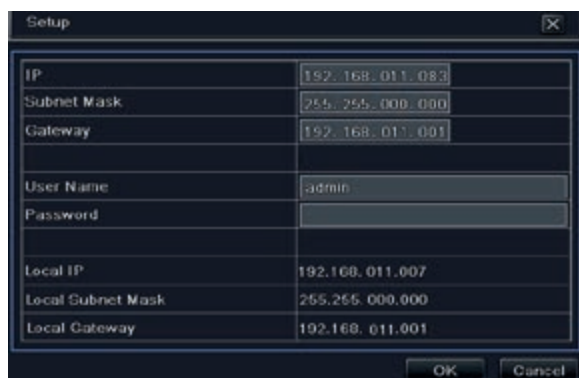 Setup
IP 192. 168. 011. 083
Subnet Mask 255. 255. 000. 000
Gateway 192. 168. 011. 001
User Name admin
Password
Local IP 192.168. 011.007
Local Subnet Mask 255.255. 000.000
Local Gateway 192.168. 011.001
OK Cancel